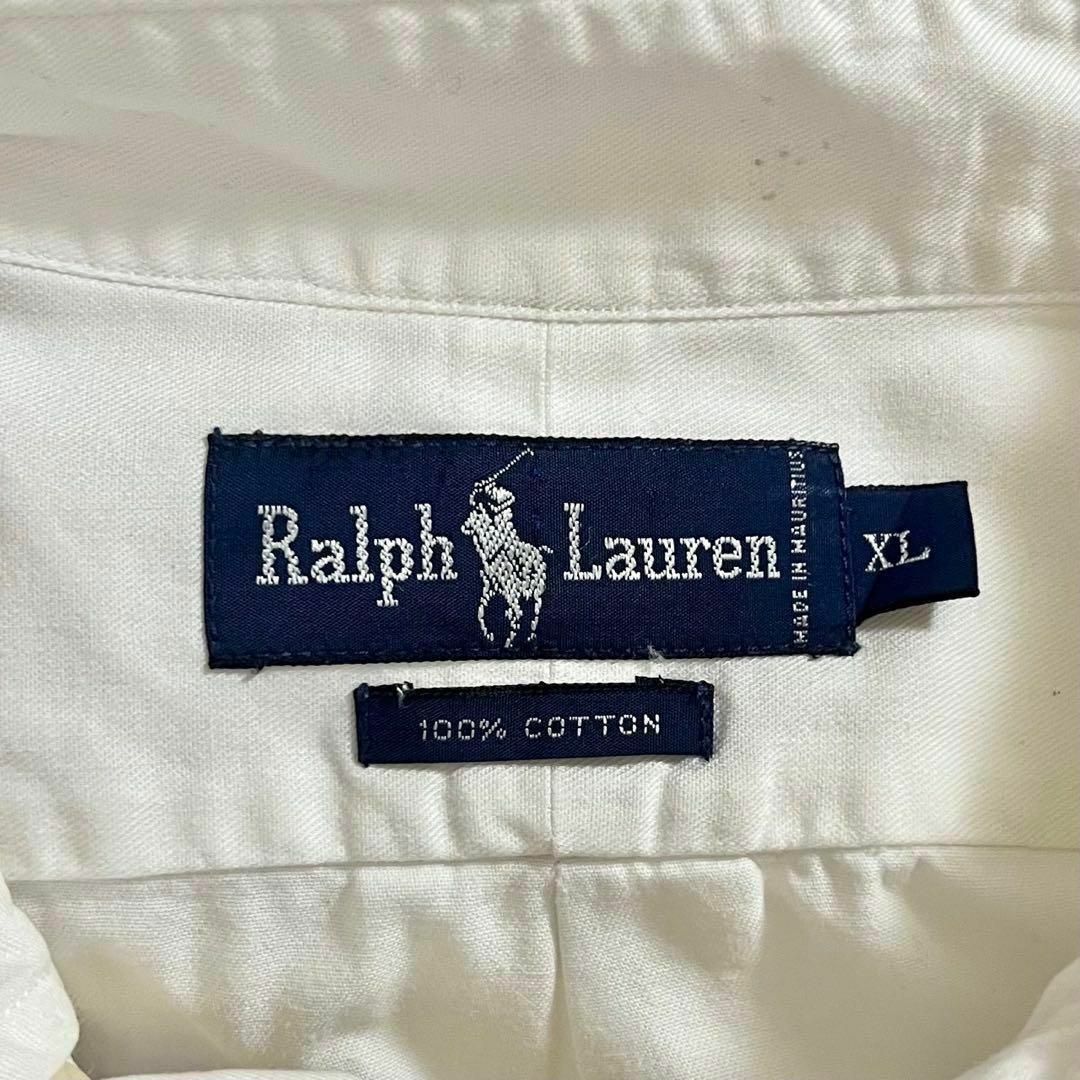 Ralph Lauren
MADE IN MAURITIUS
XL
100% COTTON